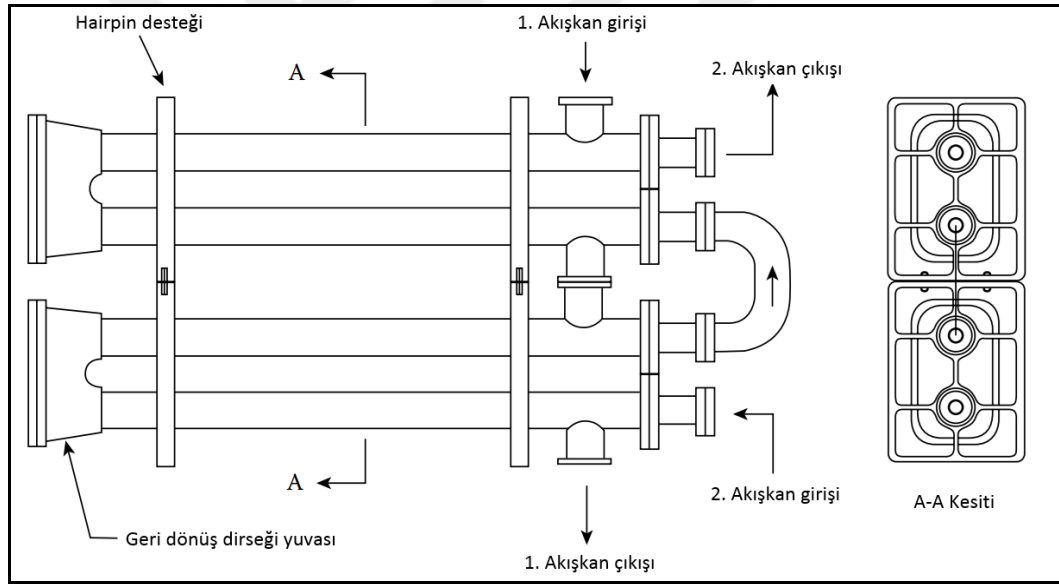 Hairpin desteği
1. Akışkan girişi
2. Akışkan çıkışı
A
A
2. Akışkan girişi
A-A Kesiti
Geri dönüş dirseği yuvası
1. Akışkan çıkışı